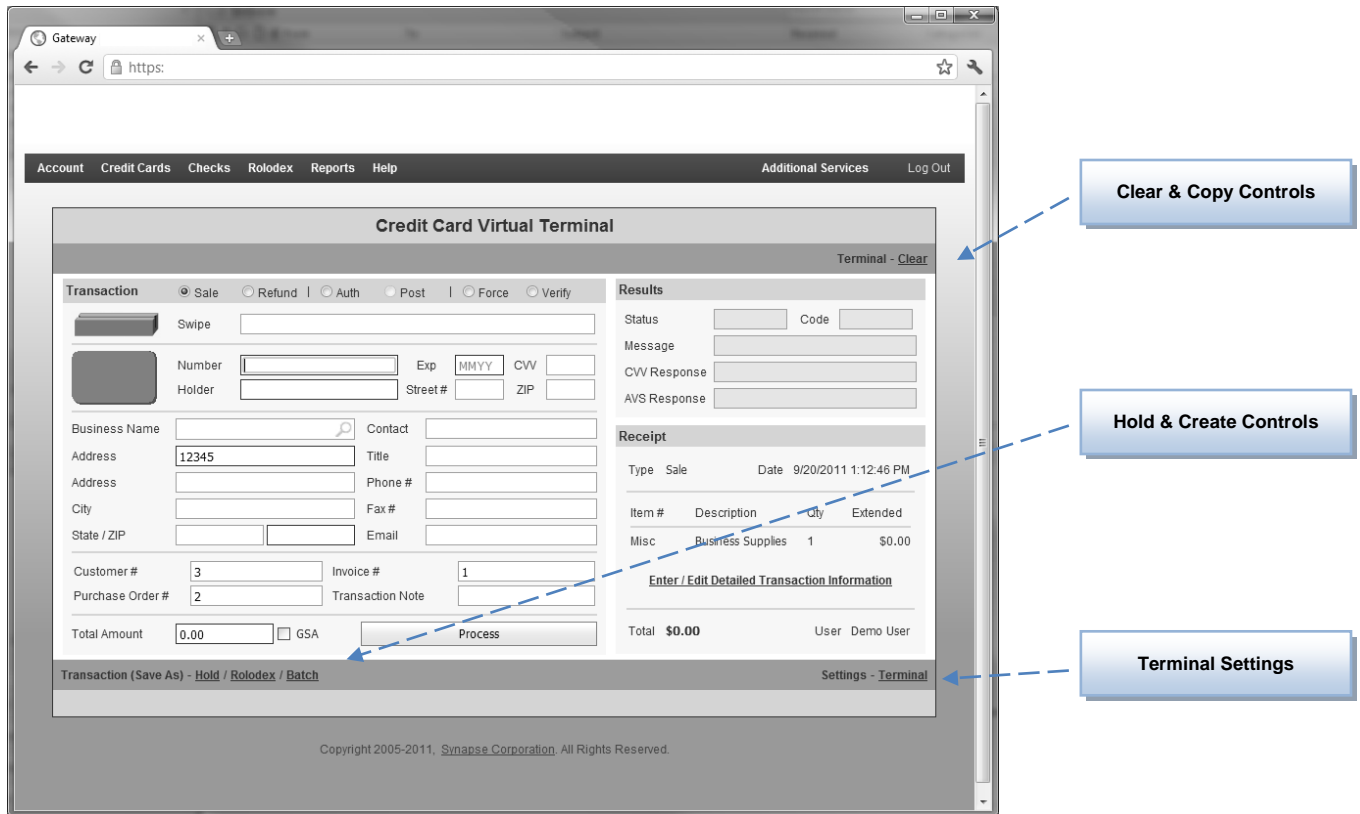 Gateway
https:
Account Credit Cards Checks Rolodex Reports Help Additional Services Log Out
Clear & Copy Controls
Credit Card Virtual Terminal
Terminal - Clear
Transaction Sale Refund | Auth Post | Force Verify
Swipe
Number Exp MMYY CVV
Holder Street # ZIP
Business Name Contact
Address 12345 Title
Address Phone #
City Fax #
State / ZIP Email
Customer # 3 Invoice # 1
Purchase Order # 2 Transaction Note
Total Amount 0.00 GSA Process
Results
Status Code
Message
CVV Response
AVS Response
Hold & Create Controls
Receipt
Type Sale Date 9/20/2011 1:12:46 PM
Item # Description Qty Extended
Misc Business Supplies 1 $0.00
Enter / Edit Detailed Transaction Information
Total $0.00 User Demo User
Terminal Settings
Transaction (Save As) - Hold / Rolodex / Batch Settings - Terminal
Copyright 2005-2011, Synapse Corporation. All Rights Reserved.